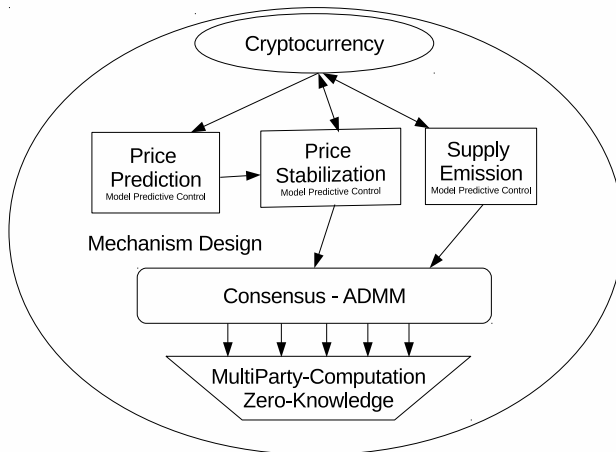 Cryptocurrency
Price
Prediction
Model Predictive Control
Price
Stabilization
Model Predictive Control
Supply
Emission
Model Predictive Control
Mechanism Design
Consensus - ADMM
MultiParty-Computation
Zero-Knowledge